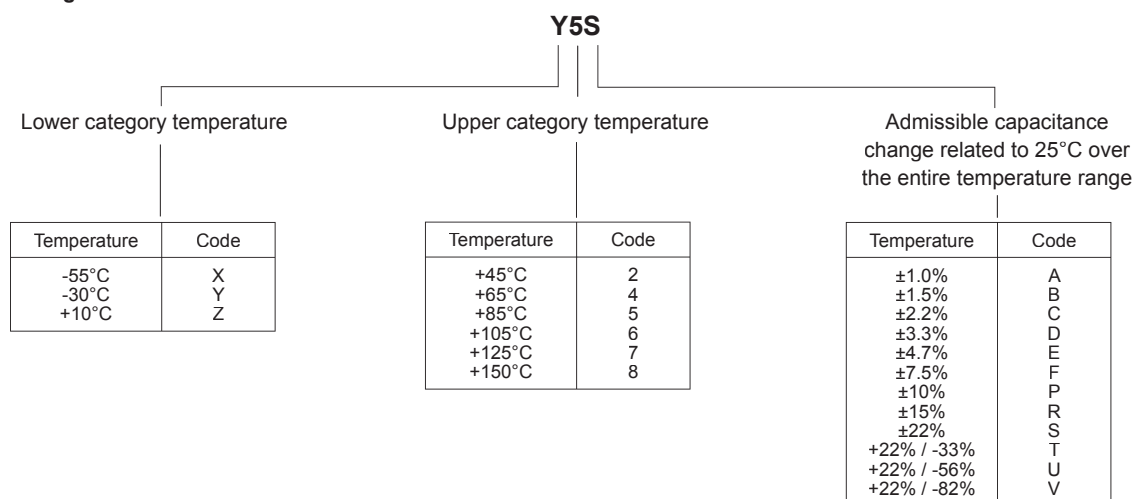 Y5S
Lower category temperature
Upper category temperature
Admissible capacitance
change related to 25°C over
the entire temperature range
Temperature Code
-55°C X
-30°C Y
+10°C Z
Temperature Code
+45°C 2
+65°C 4
+85°C 5
+105°C 6
+125°C 7
+150°C 8
Temperature Code
±1.0% A
±1.5% B
±2.2% C
±3.3% D
±4.7% E
±7.5% F
±10% P
±15% R
±22% S
+22% / -33% T
+22% / -56% U
+22% / -82% V